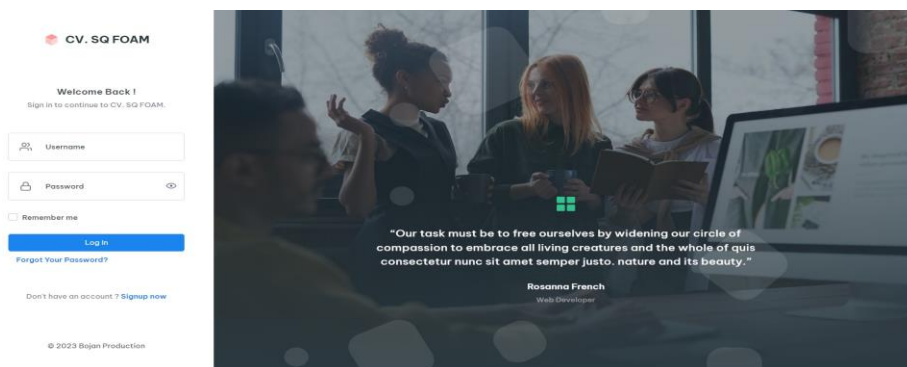 CV. SQ FOAM
Welcome Back !
Sign in to continue to CV. SQ FOAM.
Username
Password
Remember me
Log In
Forgot Your Password?
Don't have an account ? Signup now
© 2023 Bojan Production
"Our task must be to free ourselves by widening our circle of
compassion to embrace all living creatures and the whole of quis
consectetur nunc sit amet semper justo. nature and its beauty."
Rosanna French
Web Developer